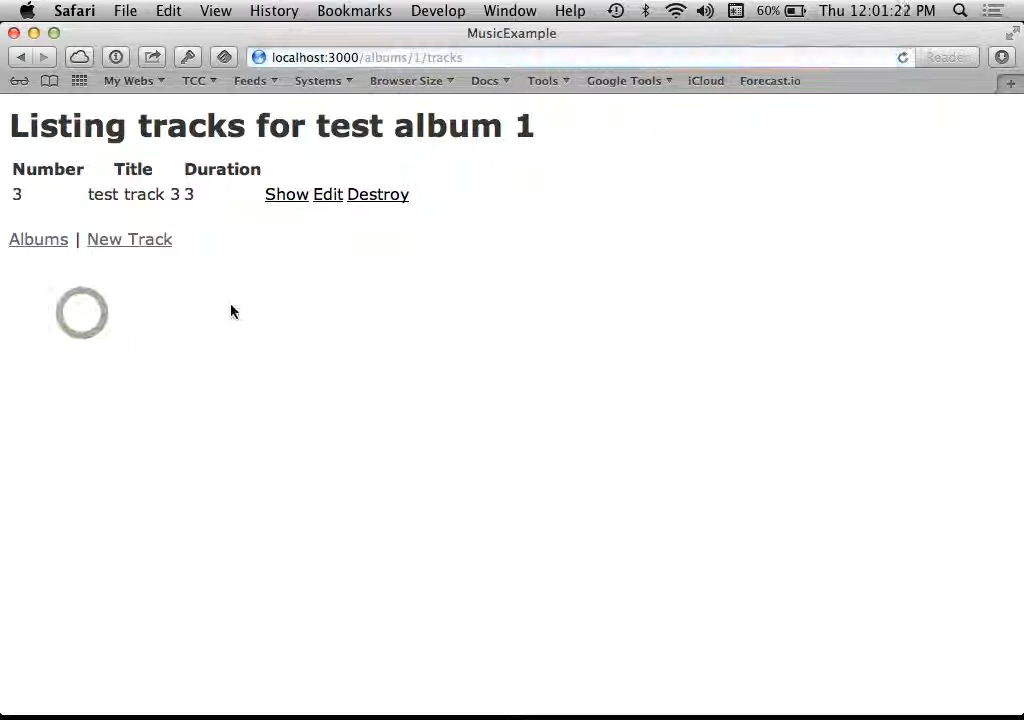 Safari File Edit View History Bookmarks Develop Window Help 60% Thu 12:01:22 PM
MusicExample
localhost:3000/albums/1/tracks Reader
My Webs TCC Feeds Systems Browser Size Docs Tools Google Tools iCloud Forecast.io
Listing tracks for test album 1
Number Title Duration
3 test track 3 3 Show Edit Destroy
Albums | New Track